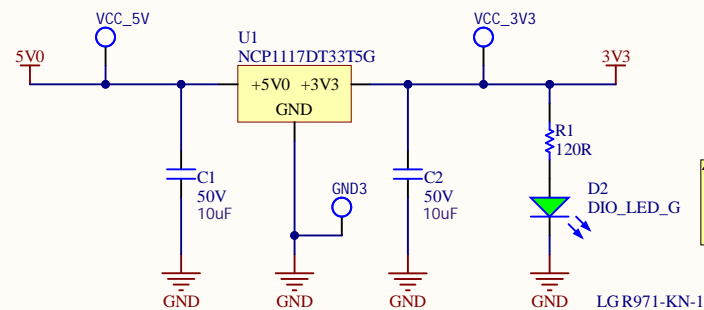 VCC_5V
VCC_3V3
U1
NCP1117DT33T5G
5V0
3V3
+5V0 +3V3
GND
R1
120R
C1
50V
10uF
GND3
C2
50V
10uF
D2
DIO_LED_G
GND
GND
GND
GND
LG R971-KN-1